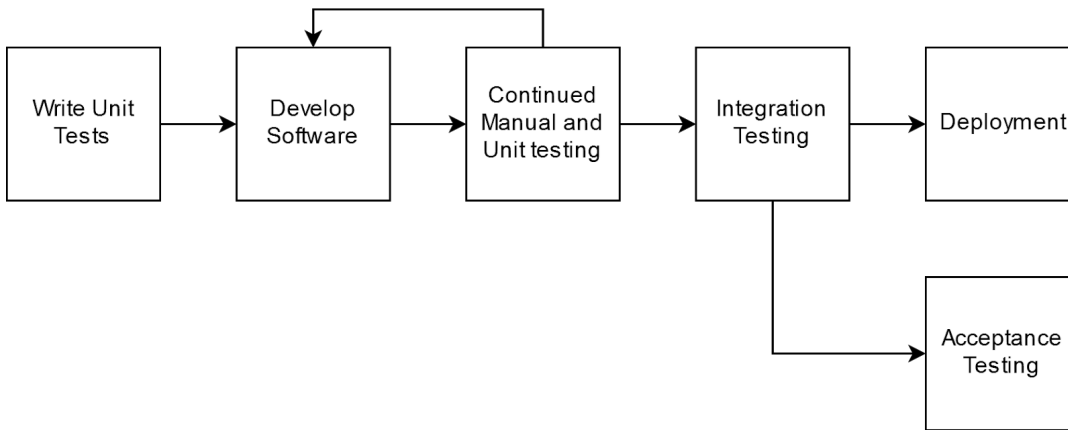 Write Unit
Tests
Develop
Software
Continued
Manual and
Unit testing
Integration
Testing
Deployment
Acceptance
Testing